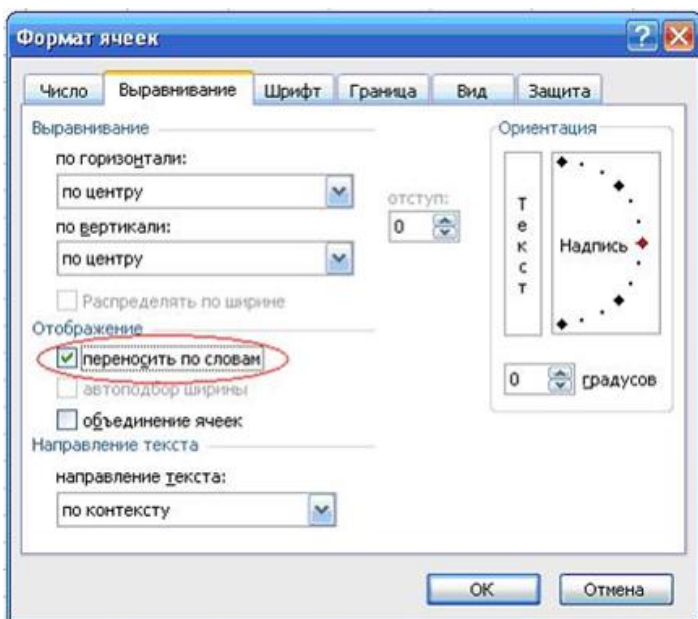 Формат ячеек
Число Выравнивание Шрифт Граница Вид Защита
Выравнивание
по горизонтали:
по центру
отступ:
0
по вертикали:
по центру
Распределять по ширине
Отображение
переносить по словам
автоподбор ширины
объединение ячеек
Направление текста
направление текста:
по контексту
Ориентация
Текст
Надпись
0 градусов
ОК Отмена